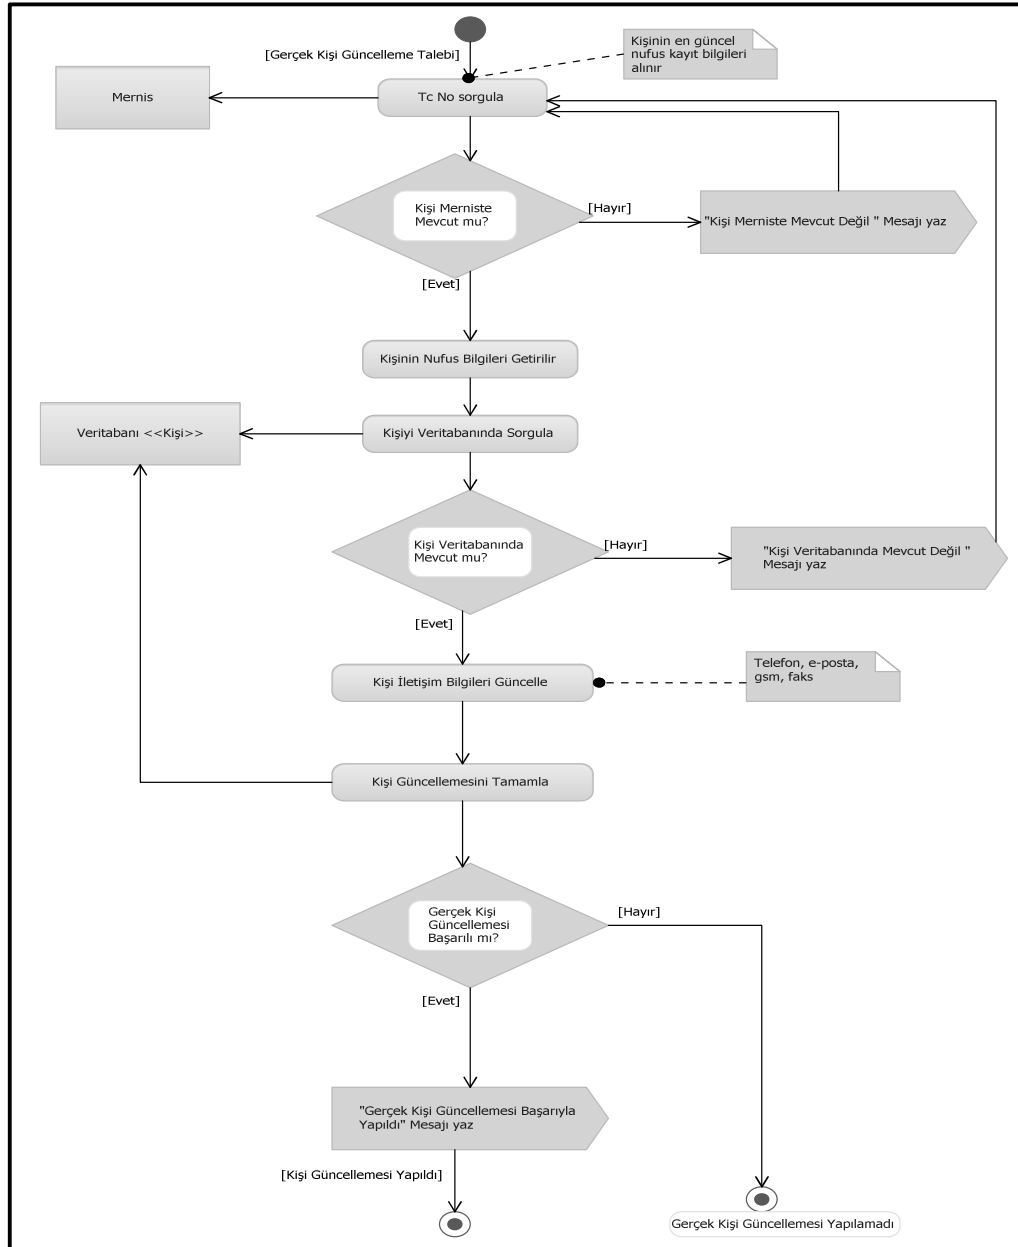 [Gerçek Kişi Güncelleme Talebi]
Kişinin en güncel
nufus kayıt bilgileri
alınır
Mernis
Tc No sorgula
Kişi Merniste
Mevcut mu?
[Hayır]
"Kişi Merniste Mevcut Değil " Mesajı yaz
[Evet]
Kişinin Nufus Bilgileri Getirilir
Veritabanı <<Kişi>>
Kişiyi Veritabanında Sorgula
Kişi Veritabanında
Mevcut mu?
[Hayır]
"Kişi Veritabanında Mevcut Değil "
Mesajı yaz
[Evet]
Kişi İletişim Bilgileri Güncelle
Telefon, e-posta,
gsm, faks
Kişi Güncellemesini Tamamla
Gerçek Kişi
Güncellemesi
Başarılı mı?
[Hayır]
[Evet]
"Gerçek Kişi Güncellemesi Başarıyla
Yapıldı" Mesajı yaz
[Kişi Güncellemesi Yapıldı]
Gerçek Kişi Güncellemesi Yapılamadı